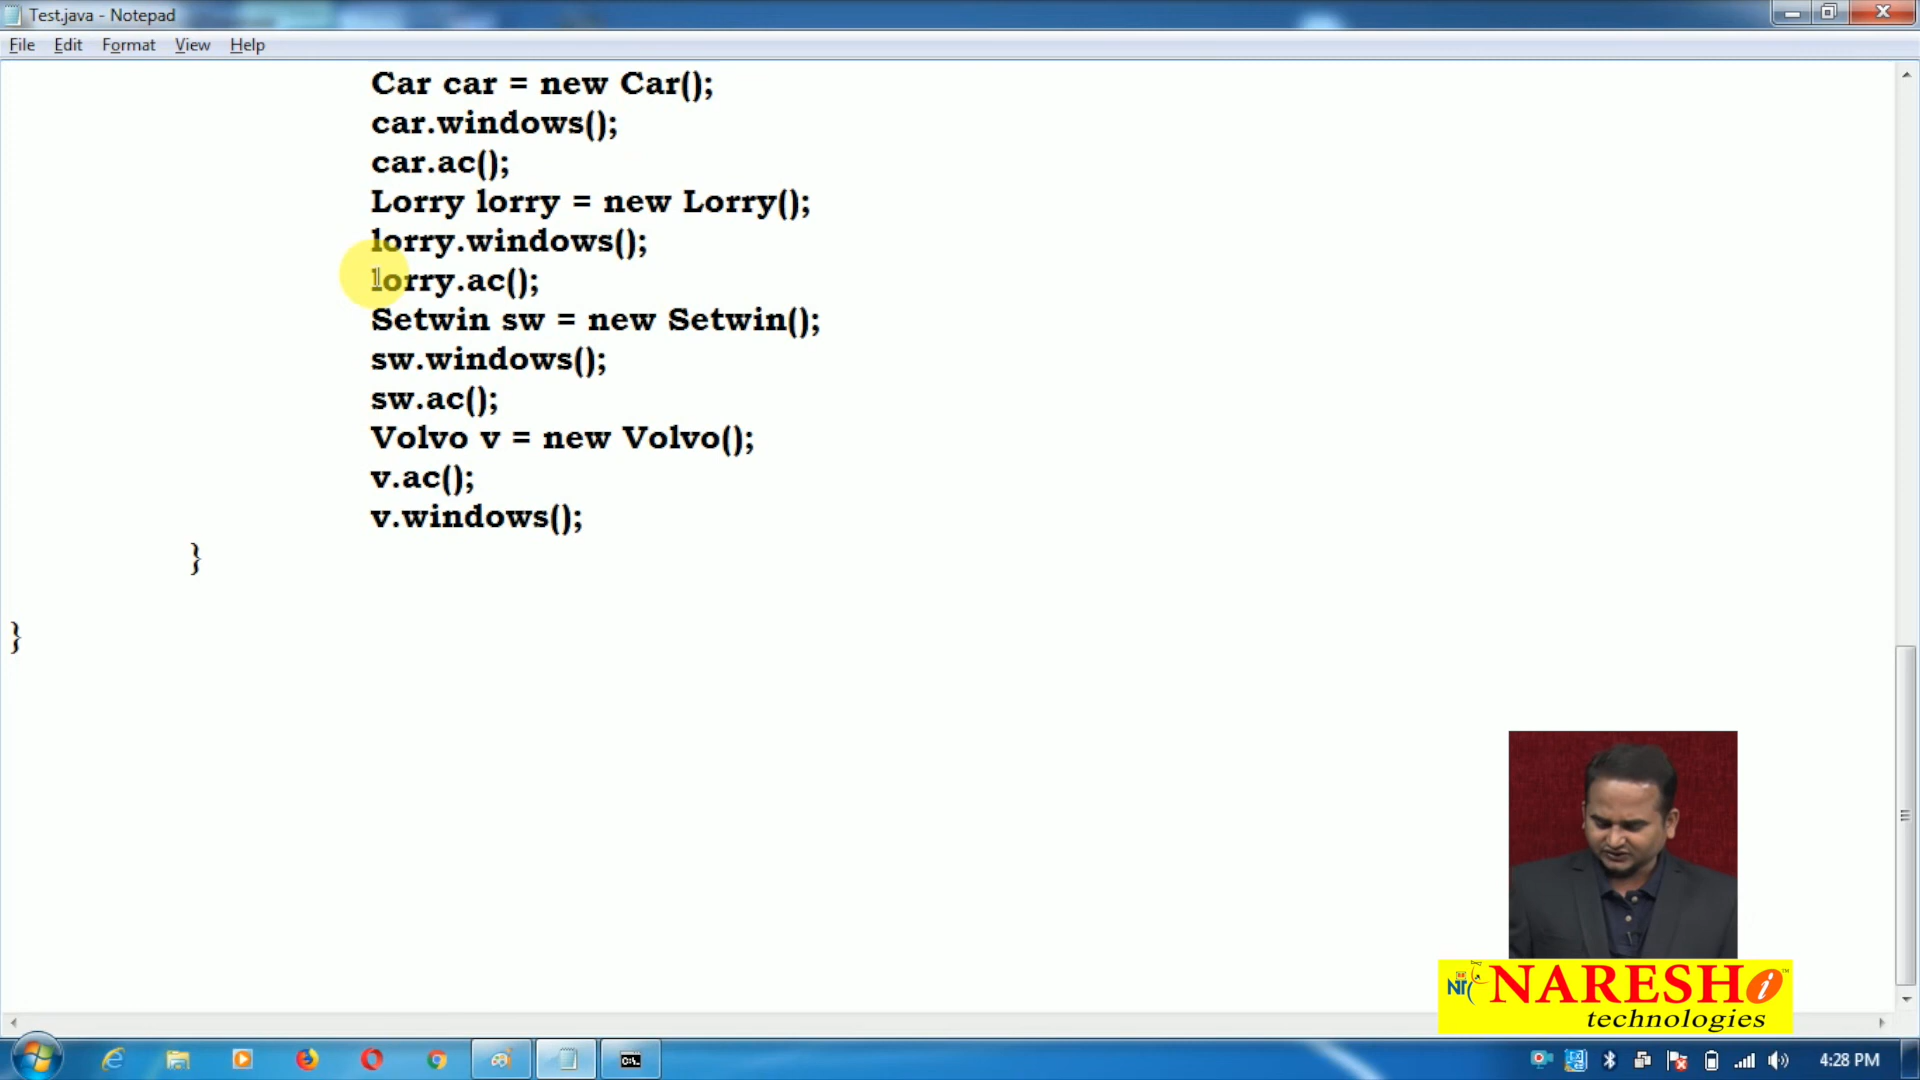 Test.java - Notepad
File Edit Format View Help
Car car = new Car();
car.windows();
car.ac();
Lorry lorry = new Lorry();
lorry.windows();
lorry.ac();
Setwin sw = new Setwin();
sw.windows();
sw.ac();
Volvo v = new Volvo();
v.ac();
v.windows();
}
}
NARESH i
technologies
4:28 PM